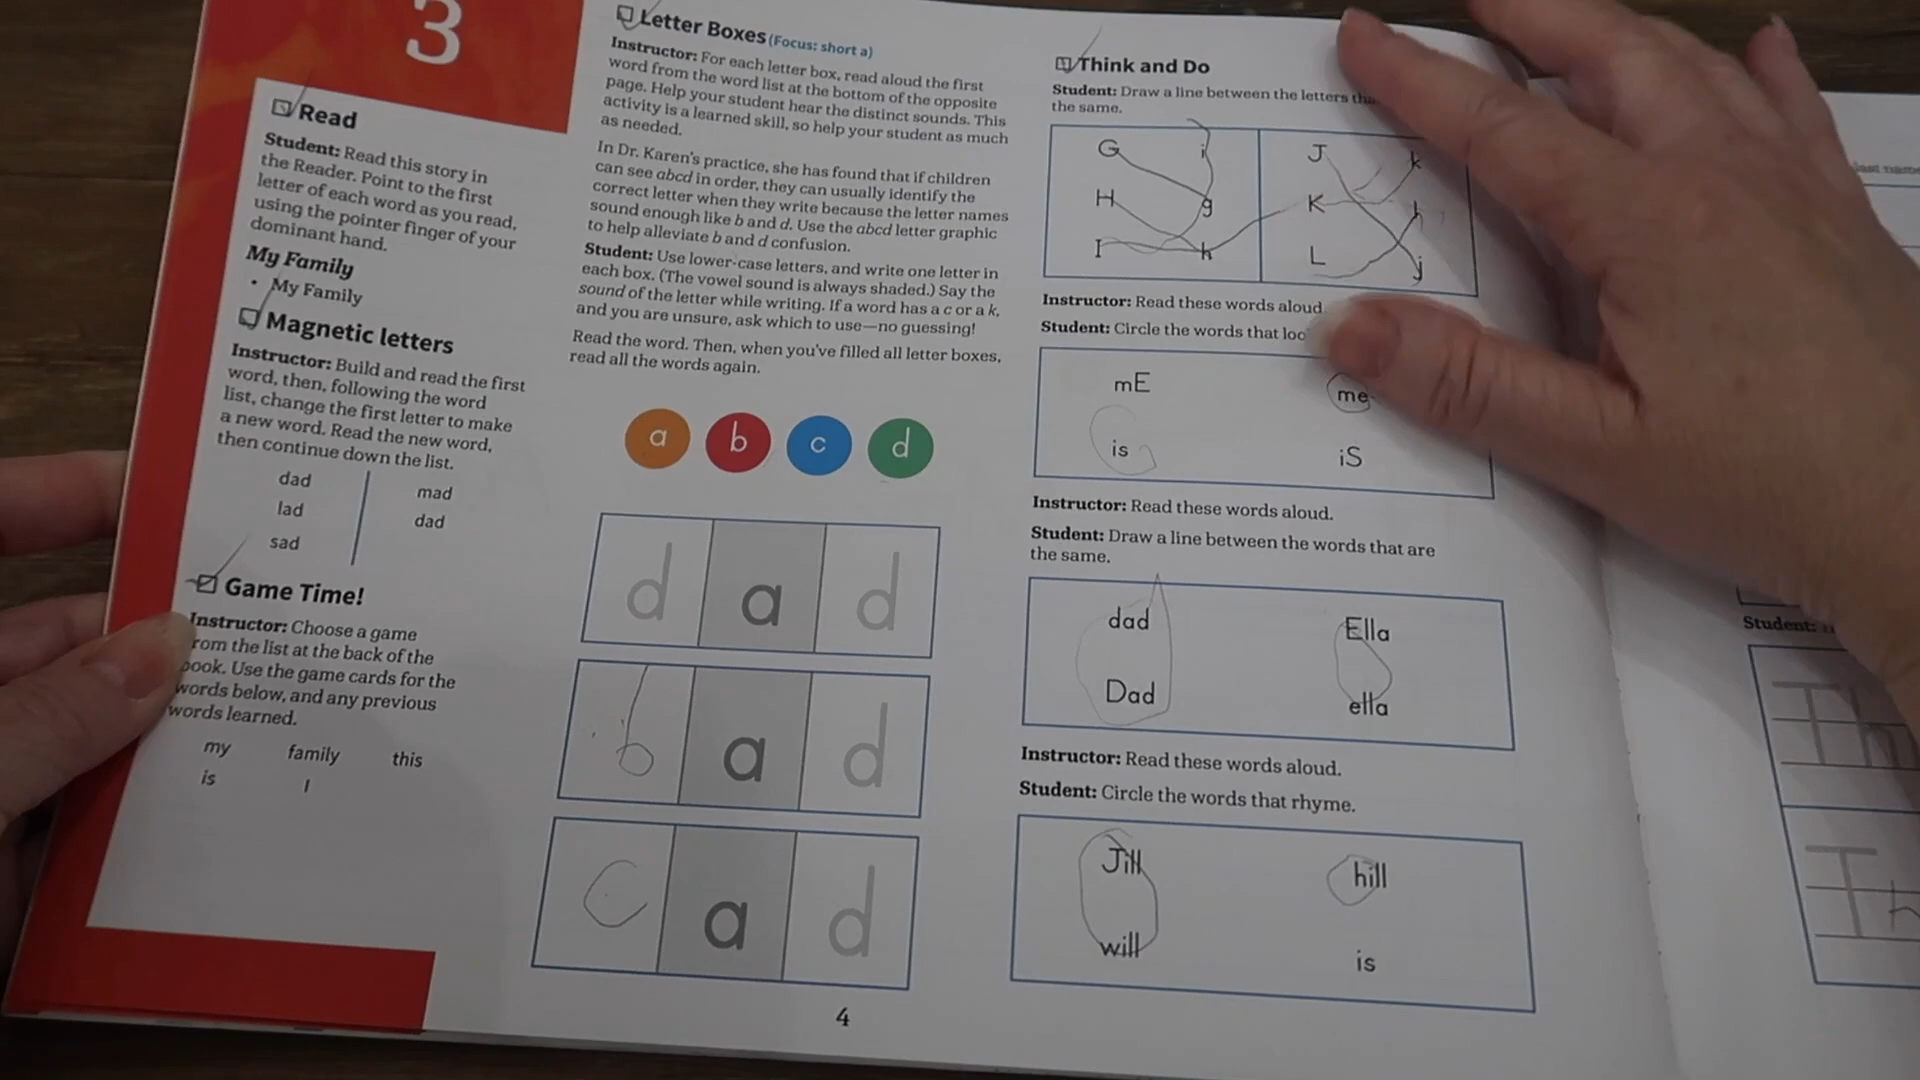 3
Read
Student: Read this story in
the Reader. Point to the first
letter of each word as you read,
using the pointer finger of your
dominant hand.
My Family
• My Family
Magnetic letters
Instructor: Build and read the first
word, then, following the word
list, change the first letter to make
a new word. Read the new word,
then continue down the list.
dad mad
lad dad
sad
Game Time!
Instructor: Choose a game
from the list at the back of the
book. Use the game cards for the
words below, and any previous
words learned.
my family this
is I
Letter Boxes (Focus: short a)
Instructor: For each letter box, read aloud the first
word from the word list at the bottom of the opposite
page. Help your student hear the distinct sounds. This
activity is a learned skill, so help your student as much
as needed.
In Dr. Karen's practice, she has found that if children
can see abcd in order, they can usually identify the
correct letter when they write because the letter names
sound enough like b and d. Use the abcd letter graphic
to help alleviate b and d confusion.
Student: Use lower-case letters, and write one letter in
each box. (The vowel sound is always shaded.) Say the
sound of the letter while writing. If a word has a c or a k,
and you are unsure, ask which to use—no guessing!
Read the word. Then, when you've filled all letter boxes,
read all the words again.
a b c d
d a d
b a d
c a d
4
Think and Do
Student: Draw a line between the letters
the same.
G i
H g
I h
J k
K l
L j
Instructor: Read these words aloud
Student: Circle the words that
mE me
is iS
Instructor: Read these words aloud.
Student: Draw a line between the words that are
the same.
dad Ella
Dad ella
Instructor: Read these words aloud.
Student: Circle the words that rhyme.
Jill hill
will is
last name
Student:
Th
Th